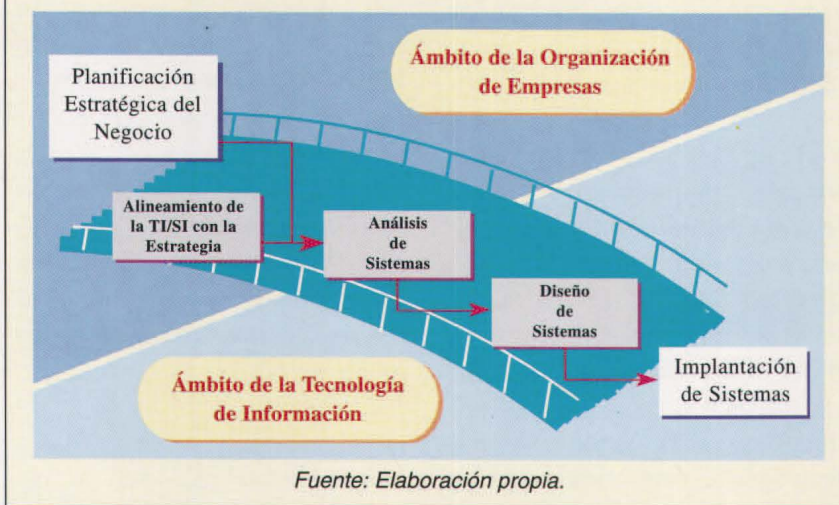 Planificación
Estratégica del
Negocio
Ámbito de la Organización
de Empresas
Alineamiento de
la TI/SI con la
Estrategia
Análisis
de
Sistemas
Diseño
de
Sistemas
Implantación
de Sistemas
Ámbito de la Tecnología
de Información
Fuente: Elaboración propia.